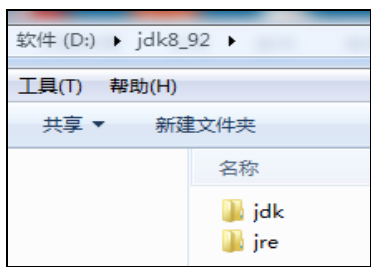 软件 (D:) ▸ jdk8_92 ▸
工具(T) 帮助(H)
共享 ▼ 新建文件夹
名称
jdk
jre